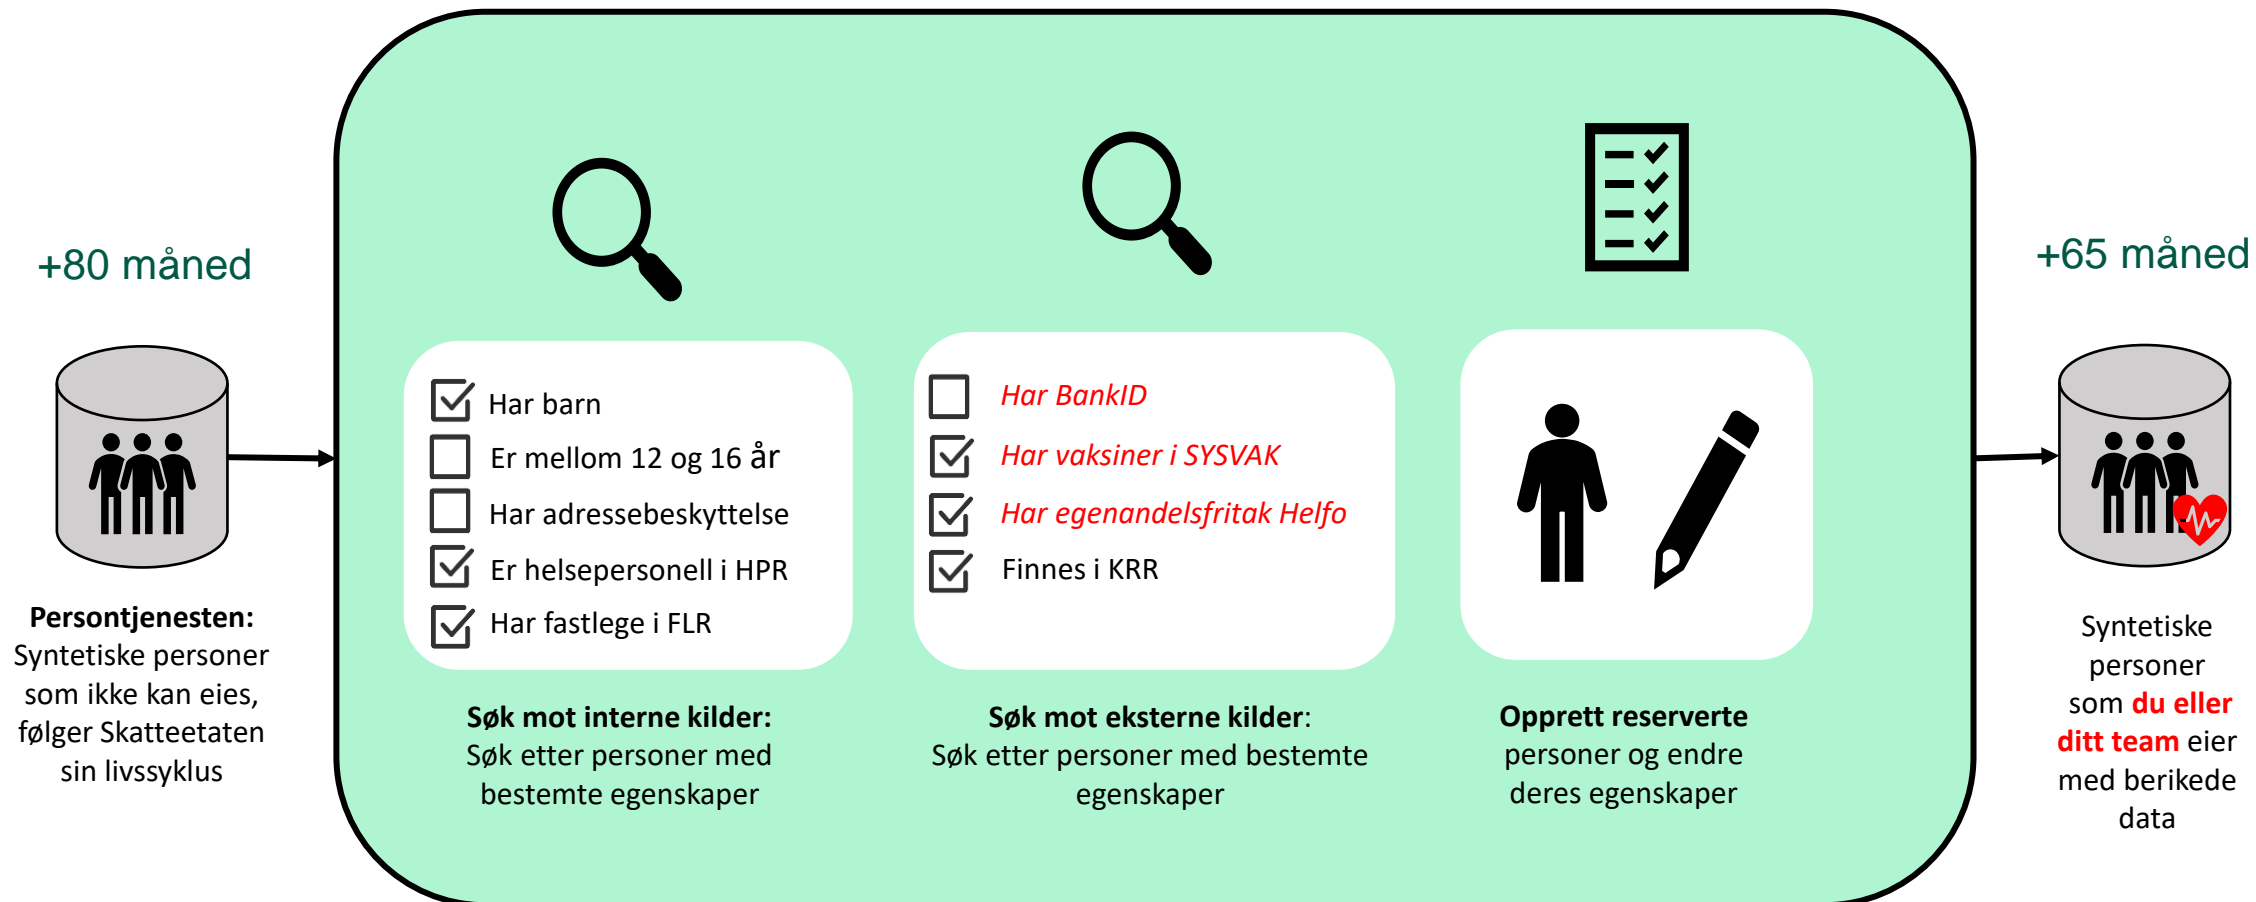 +80 måned
Persontjenesten:
Syntetiske personer
som ikke kan eies,
følger Skatteetaten
sin livssyklus
Har barn
Er mellom 12 og 16 år
Har adressebeskyttelse
Er helsepersonell i HPR
Har fastlege i FLR
Søk mot interne kilder:
Søk etter personer med
bestemte egenskaper
Har BankID
Har vaksiner i SYSVAK
Har egenandelsfritak Helfo
Finnes i KRR
Søk mot eksterne kilder:
Søk etter personer med bestemte
egenskaper
Opprett reserverte
personer og endre
deres egenskaper
+65 måned
Syntetiske
personer
som du eller
ditt team eier
med berikede
data